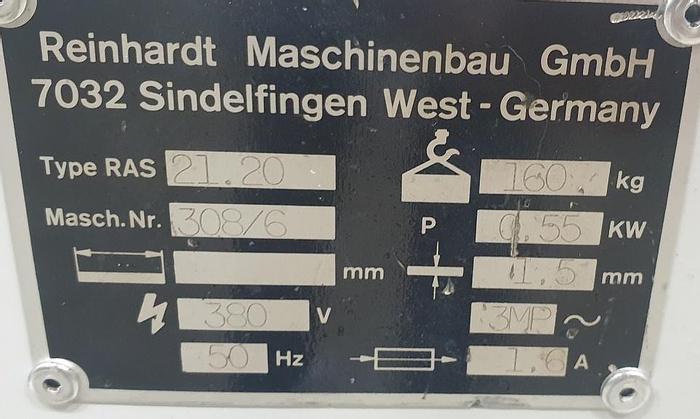 Reinhardt Maschinenbau GmbH
7032 Sindelfingen West-Germany
Type RAS 21.20 160 kg
Masch.Nr. 308/6 P 0.55 KW
mm 1.5 mm
380 V 3MP ~
50 Hz 1.6 A